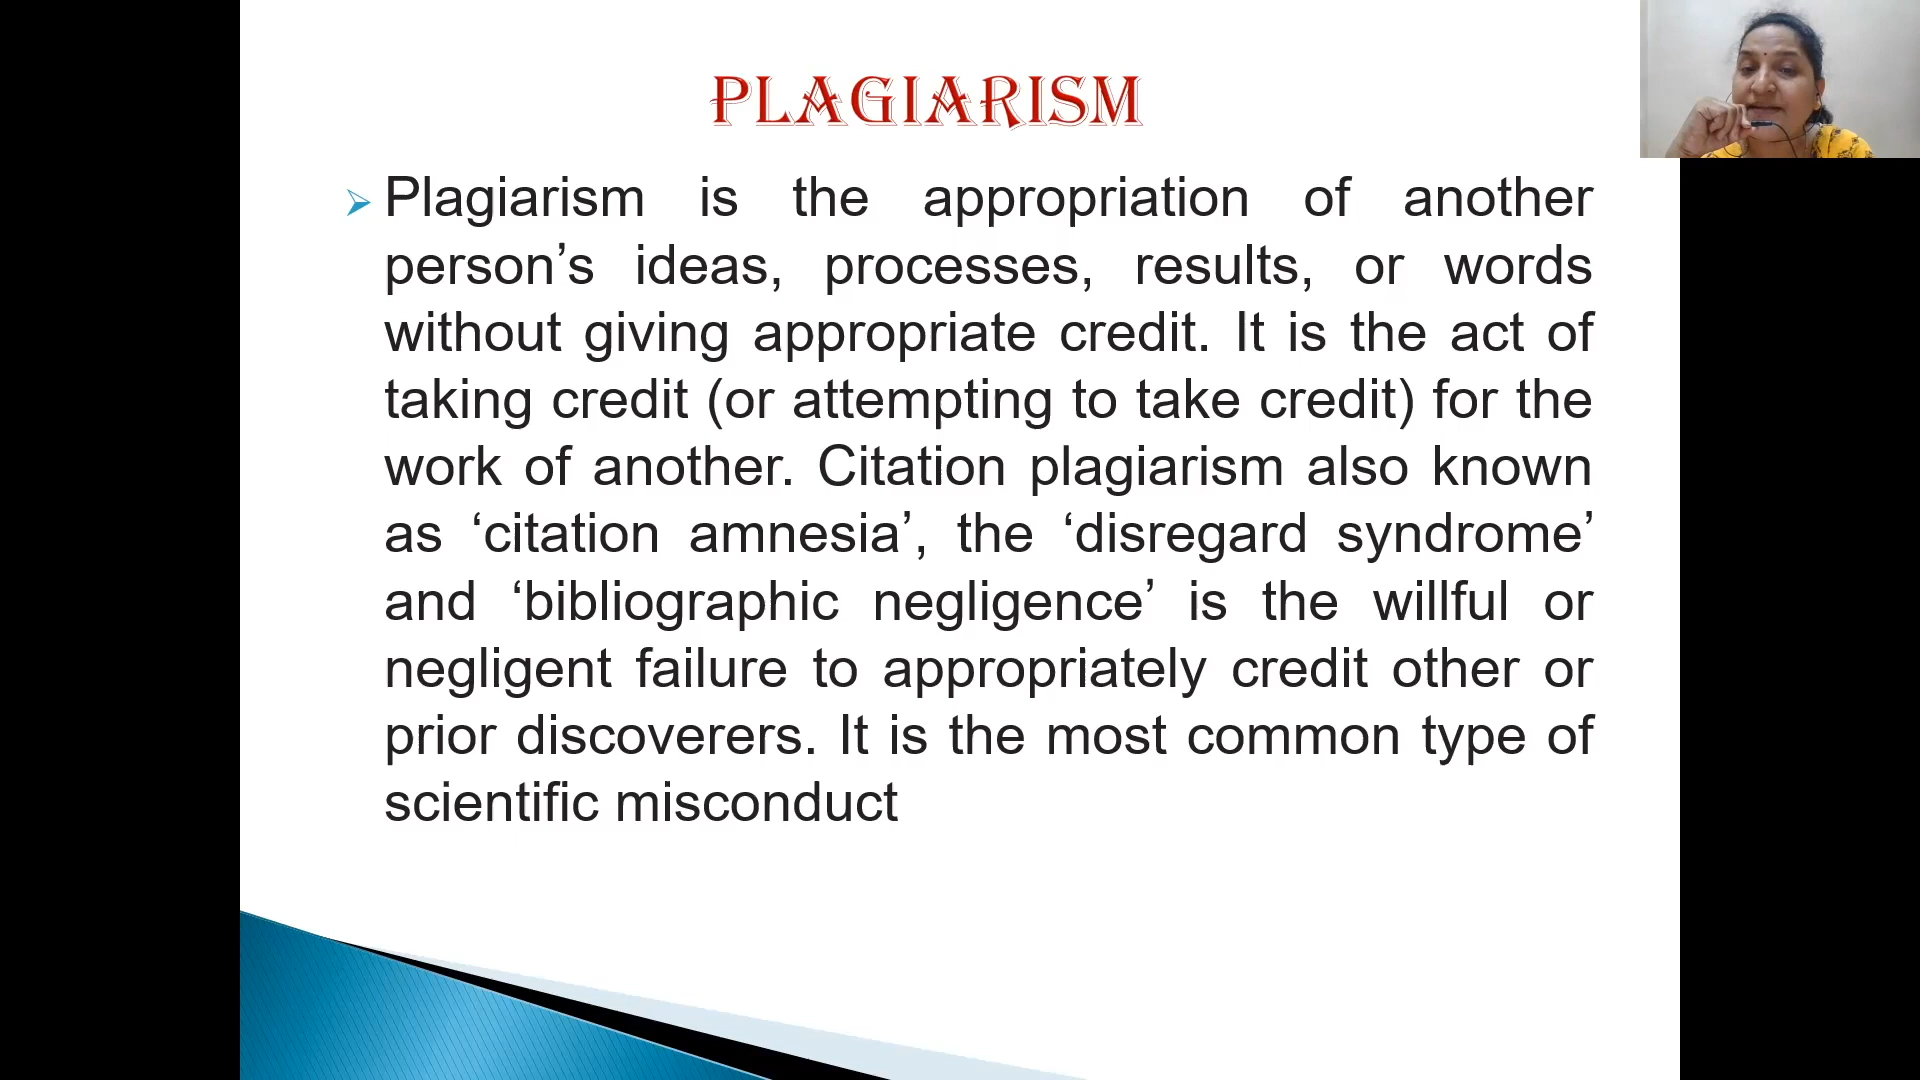 PLAGIARISM
Plagiarism is the appropriation of another
person’s ideas, processes, results, or words
without giving appropriate credit. It is the act of
taking credit (or attempting to take credit) for the
work of another. Citation plagiarism also known
as ‘citation amnesia’, the ‘disregard syndrome’
and ‘bibliographic negligence’ is the willful or
negligent failure to appropriately credit other or
prior discoverers. It is the most common type of
scientific misconduct